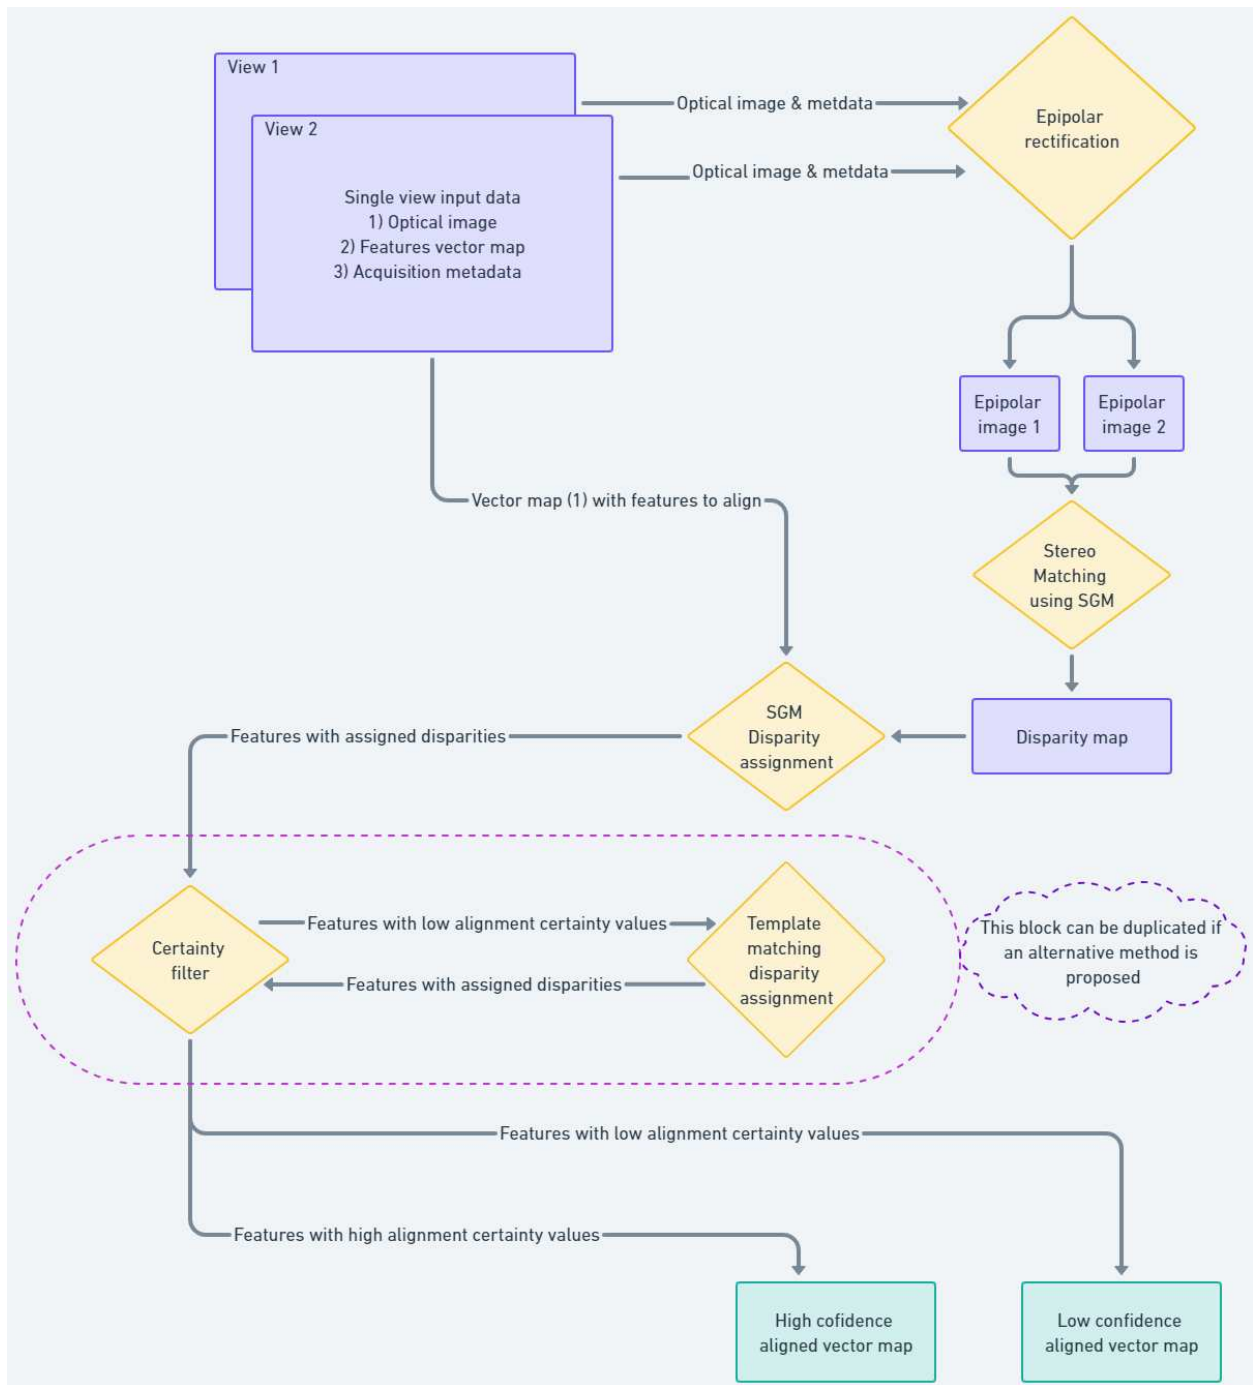 View 1
Optical image & metdata
View 2
Optical image & metdata
Epipolar
rectification
Single view input data
1) Optical image
2) Features vector map
3) Acquisition metadata
Epipolar
image 1
Epipolar
image 2
Vector map (1) with features to align
Stereo
Matching
using SGM
SGM
Disparity
assignment
Disparity map
Features with assigned disparities
Certainty
filter
Features with low alignment certainty values
Features with assigned disparities
Template
matching
disparity
assignment
This block can be duplicated if
an alternative method is
proposed
Features with low alignment certainty values
Features with high alignment certainty values
High cofidence
aligned vector map
Low confidence
aligned vector map